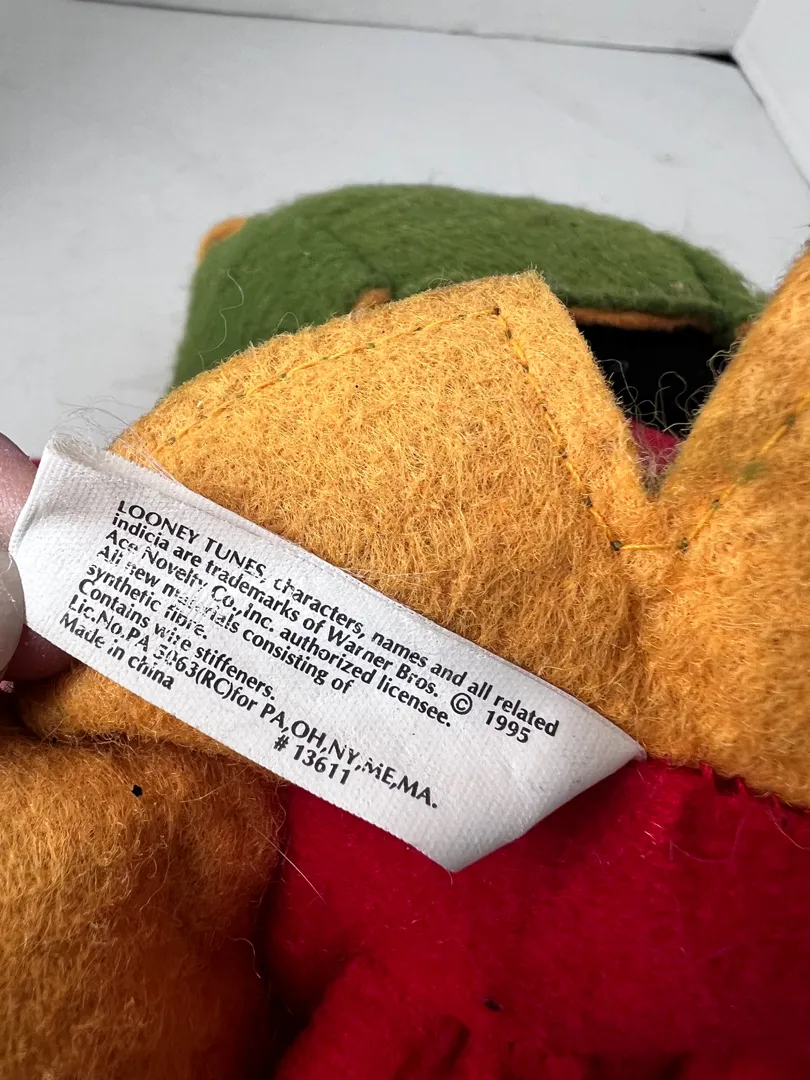 LOONEY TUNES, characters, names and all related
indicia are trademarks of Warner Bros. © 1995
Ace Novelty Co., Inc. authorized licensee.
All new materials consisting of
synthetic fibre.
Contains wire stiffeners.
Lic.No.PA 5063(RC)for PA,OH,NY,ME,MA.
Made in china # 13611